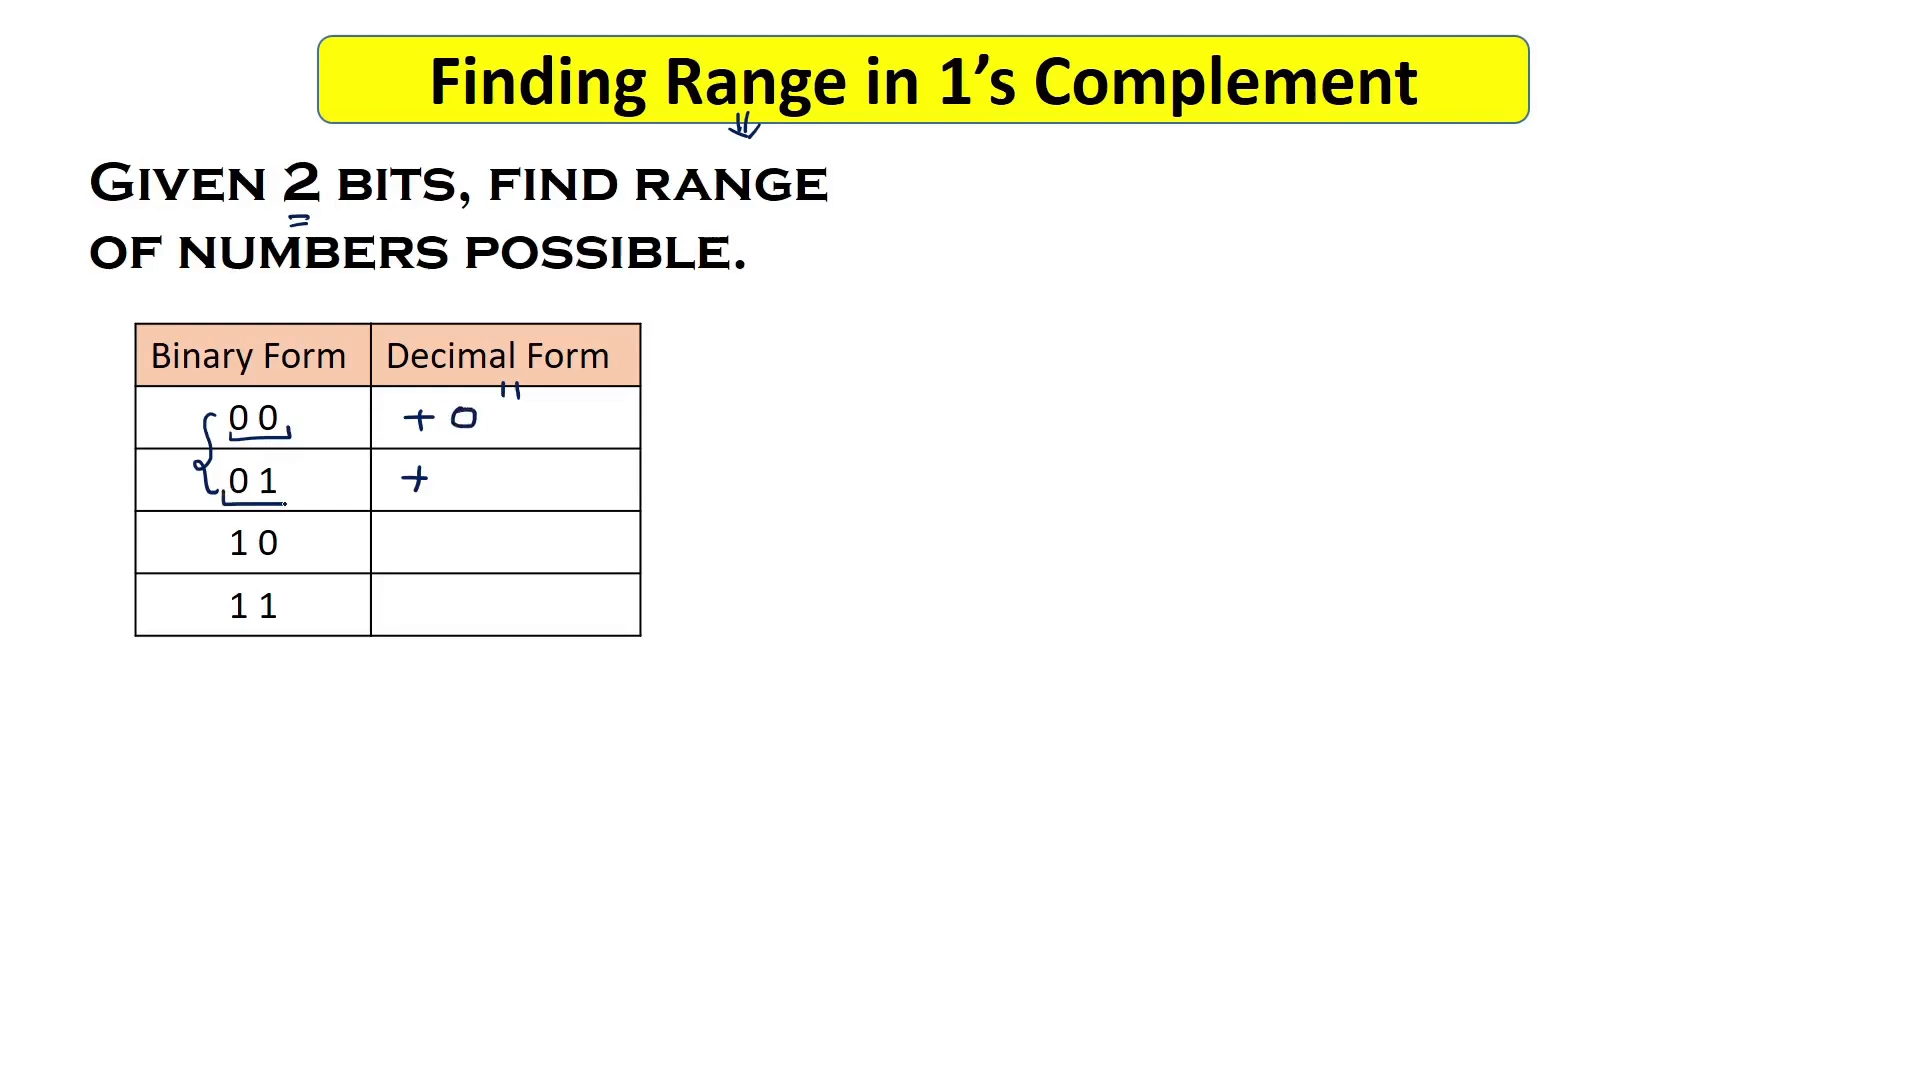 Finding Range in 1’s Complement
GIVEN 2 BITS, FIND RANGE
OF NUMBERS POSSIBLE.
Binary Form Decimal Form
0 0 + 0
0 1 +
1 0
1 1